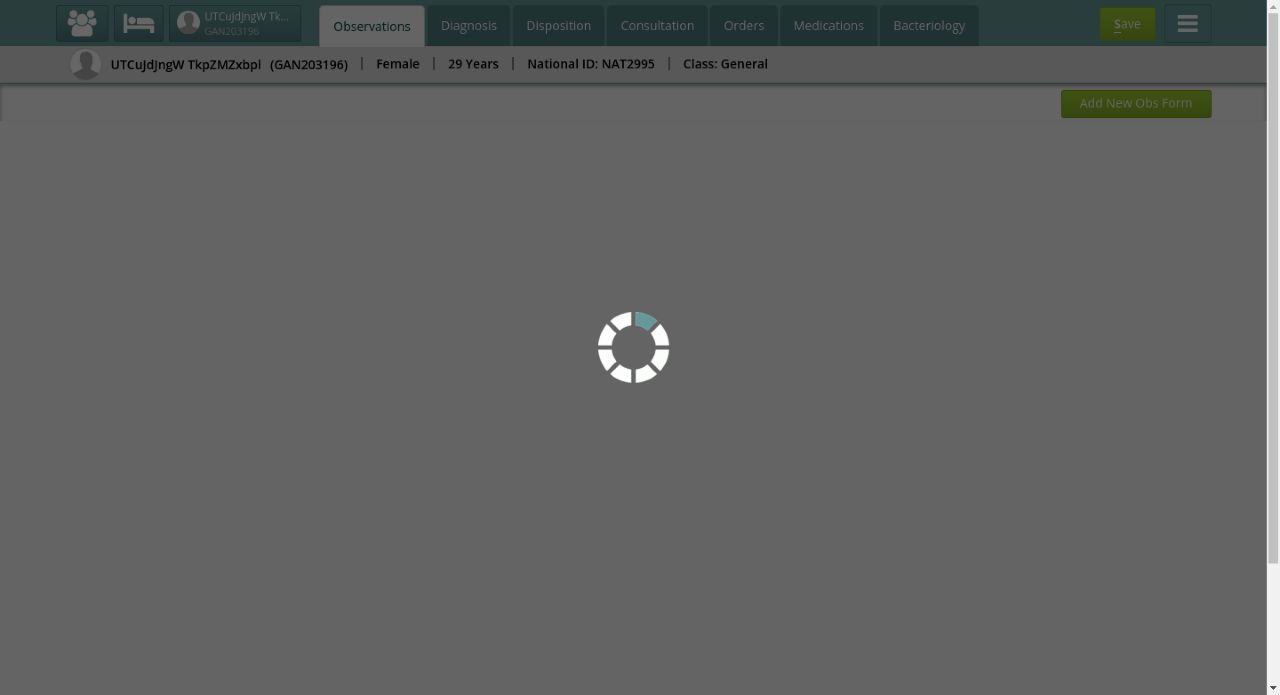 UTCuJdJngW Tk...
GAN203196
Observations
Diagnosis
Disposition
Consultation
Orders
Medications
Bacteriology
Save
UTCuJdJngW TkpZMZxbpl (GAN203196) | Female | 29 Years | National ID: NAT2995 | Class: General
Add New Obs Form